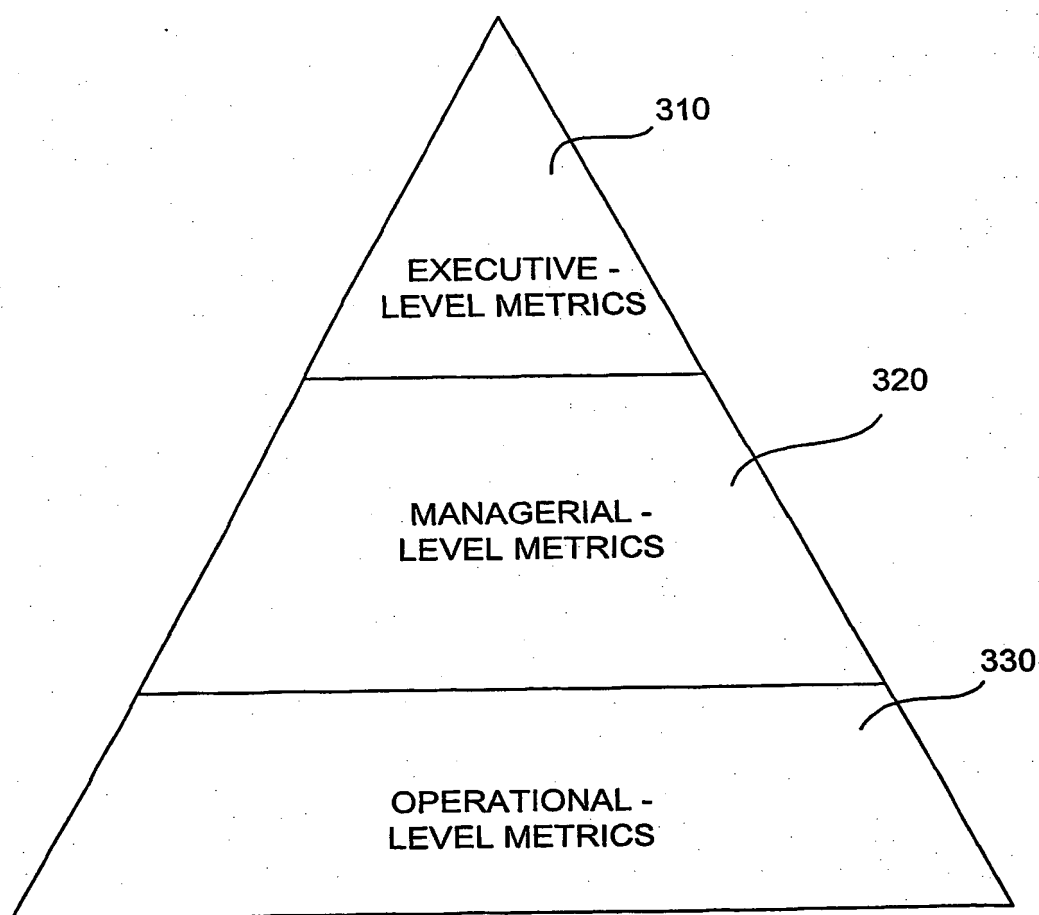 310
EXECUTIVE -
LEVEL METRICS
320
MANAGERIAL -
LEVEL METRICS
330
OPERATIONAL -
LEVEL METRICS